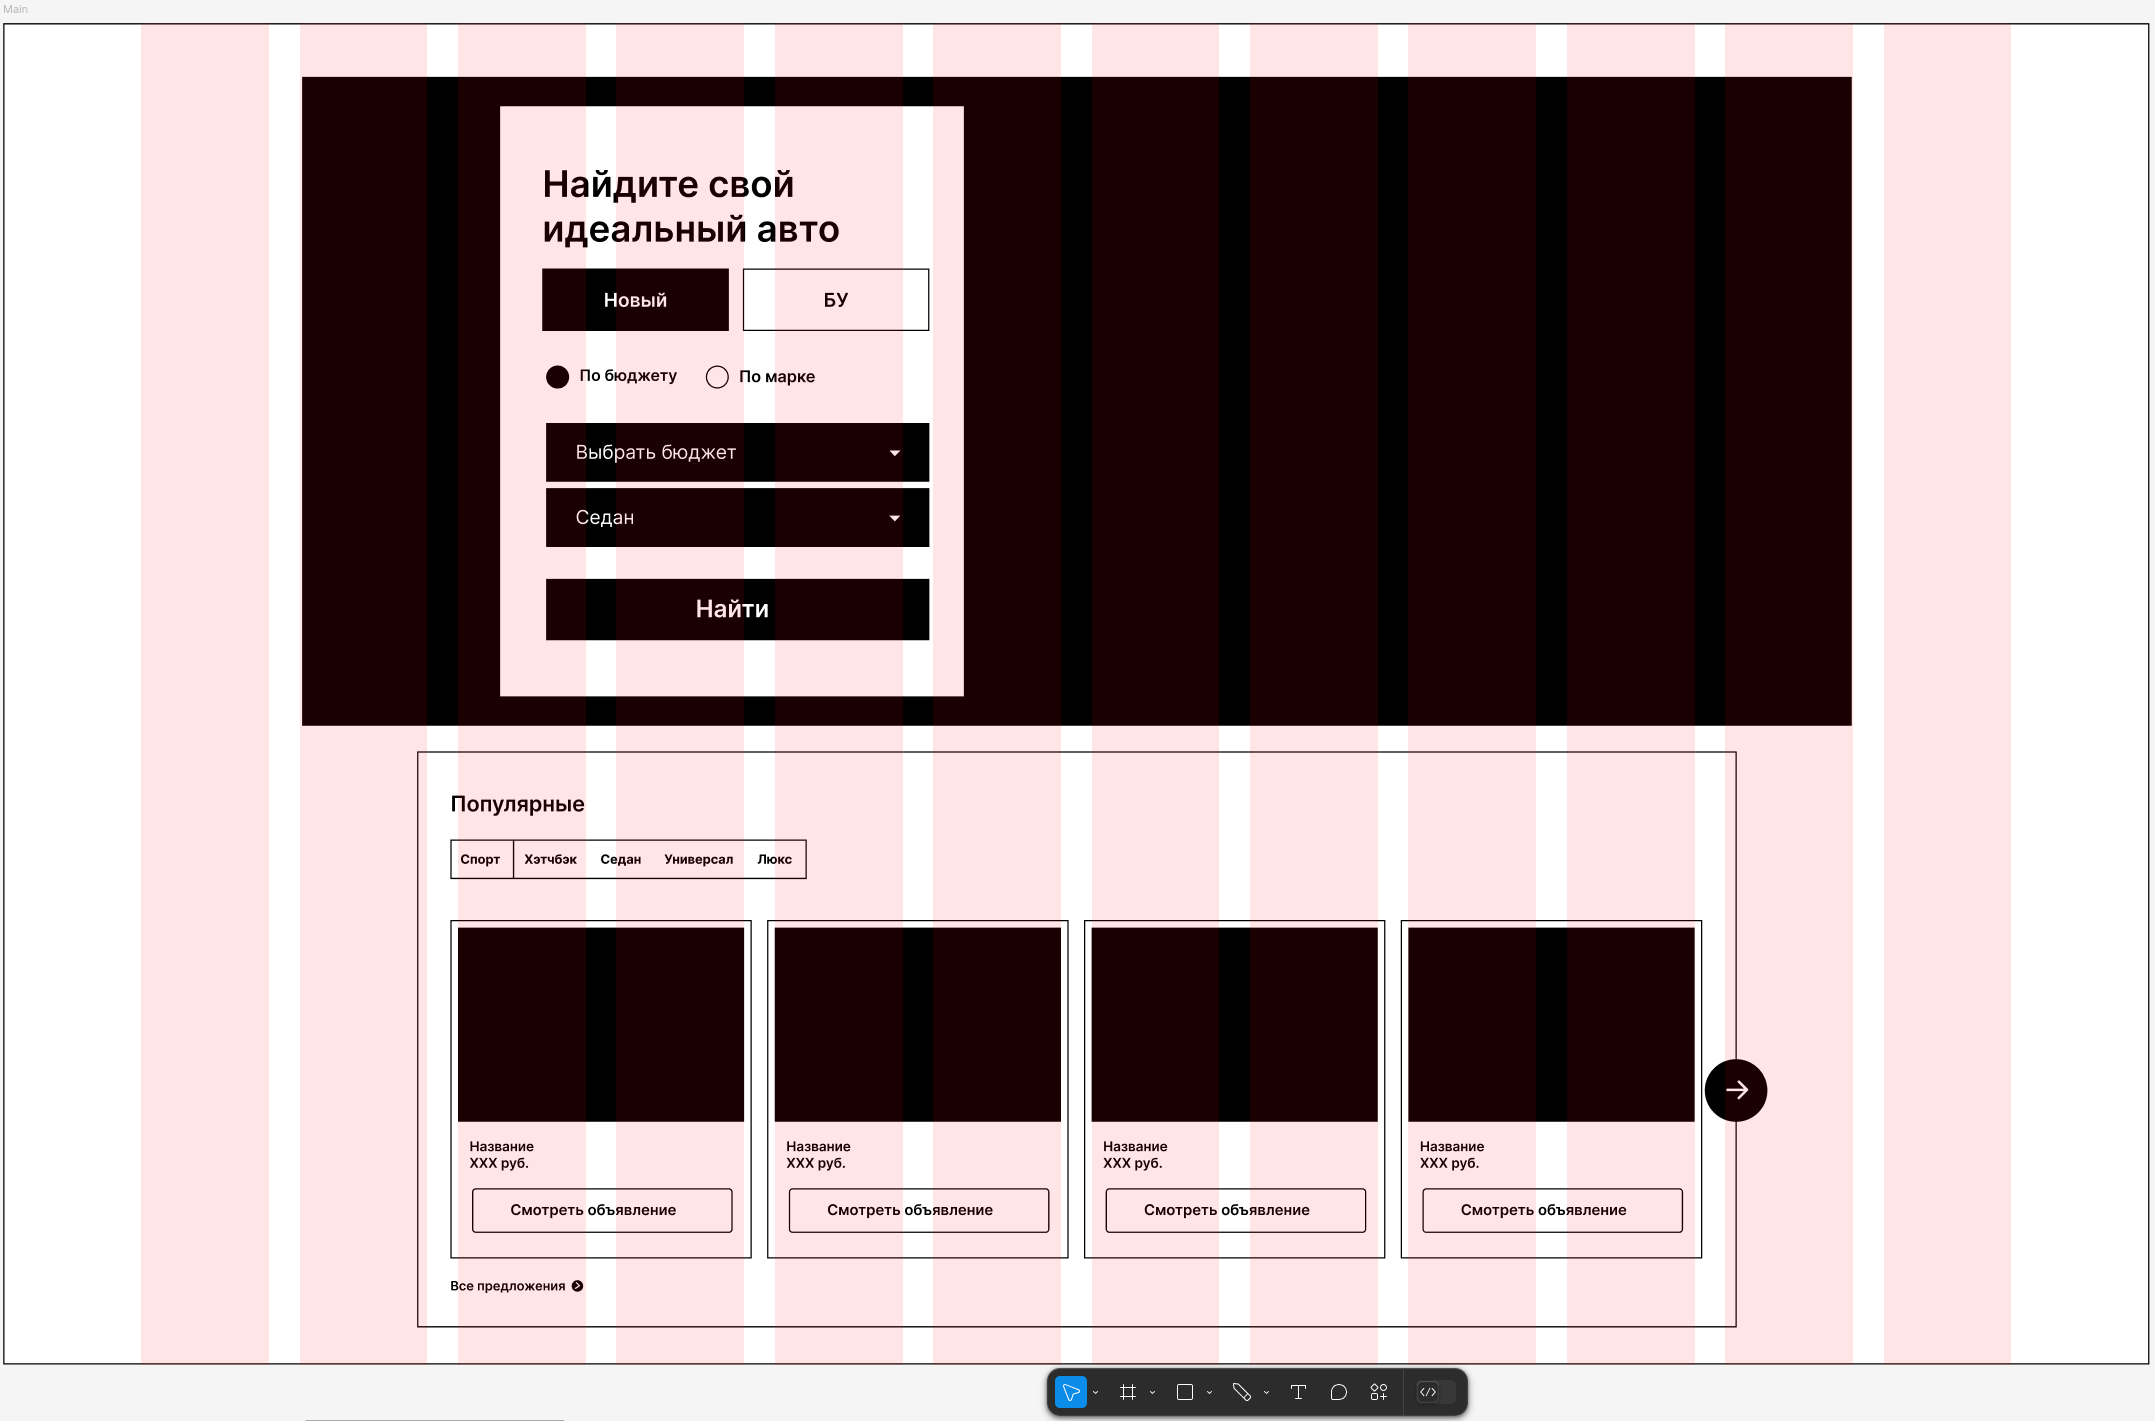 Main
Найдите свой
идеальный авто
Новый
БУ
По бюджету
По марке
Выбрать бюджет
Седан
Найти
Популярные
Спорт
Хэтчбэк
Седан
Универсал
Люкс
Название
XXX руб.
Смотреть объявление
Название
XXX руб.
Смотреть объявление
Название
XXX руб.
Смотреть объявление
Название
XXX руб.
Смотреть объявление
Все предложения